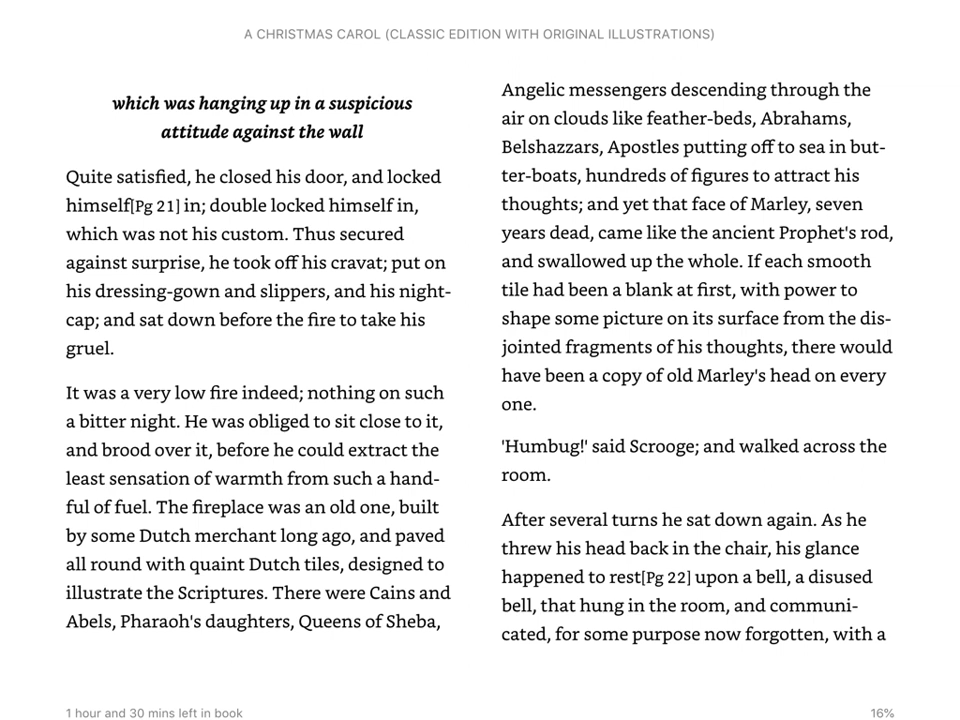 A CHRISTMAS CAROL (CLASSIC EDITION WITH ORIGINAL ILLUSTRATIONS)
which was hanging up in a suspicious
attitude against the wall
Quite satisfied, he closed his door, and locked
himself[Pg 21] in; double locked himself in,
which was not his custom. Thus secured
against surprise, he took off his cravat; put on
his dressing-gown and slippers, and his night-
cap; and sat down before the fire to take his
gruel.
It was a very low fire indeed; nothing on such
a bitter night. He was obliged to sit close to it,
and brood over it, before he could extract the
least sensation of warmth from such a hand-
ful of fuel. The fireplace was an old one, built
by some Dutch merchant long ago, and paved
all round with quaint Dutch tiles, designed to
illustrate the Scriptures. There were Cains and
Abels, Pharaoh's daughters, Queens of Sheba,
Angelic messengers descending through the
air on clouds like feather-beds, Abrahams,
Belshazzars, Apostles putting off to sea in but-
ter-boats, hundreds of figures to attract his
thoughts; and yet that face of Marley, seven
years dead, came like the ancient Prophet's rod,
and swallowed up the whole. If each smooth
tile had been a blank at first, with power to
shape some picture on its surface from the dis-
jointed fragments of his thoughts, there would
have been a copy of old Marley's head on every
one.
'Humbug!' said Scrooge; and walked across the
room.
After several turns he sat down again. As he
threw his head back in the chair, his glance
happened to rest[Pg 22] upon a bell, a disused
bell, that hung in the room, and communi-
cated, for some purpose now forgotten, with a
1 hour and 30 mins left in book
16%